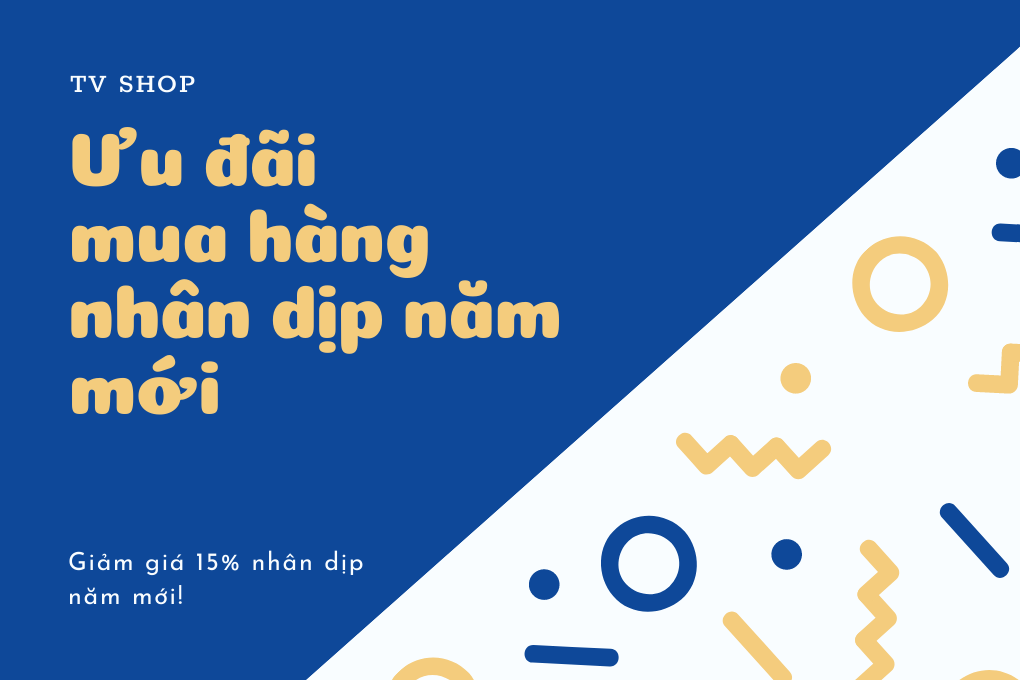 TV SHOP
Ưu đãi
mua hàng
nhân dịp năm
mới
Giảm giá 15% nhân dịp
năm mới!